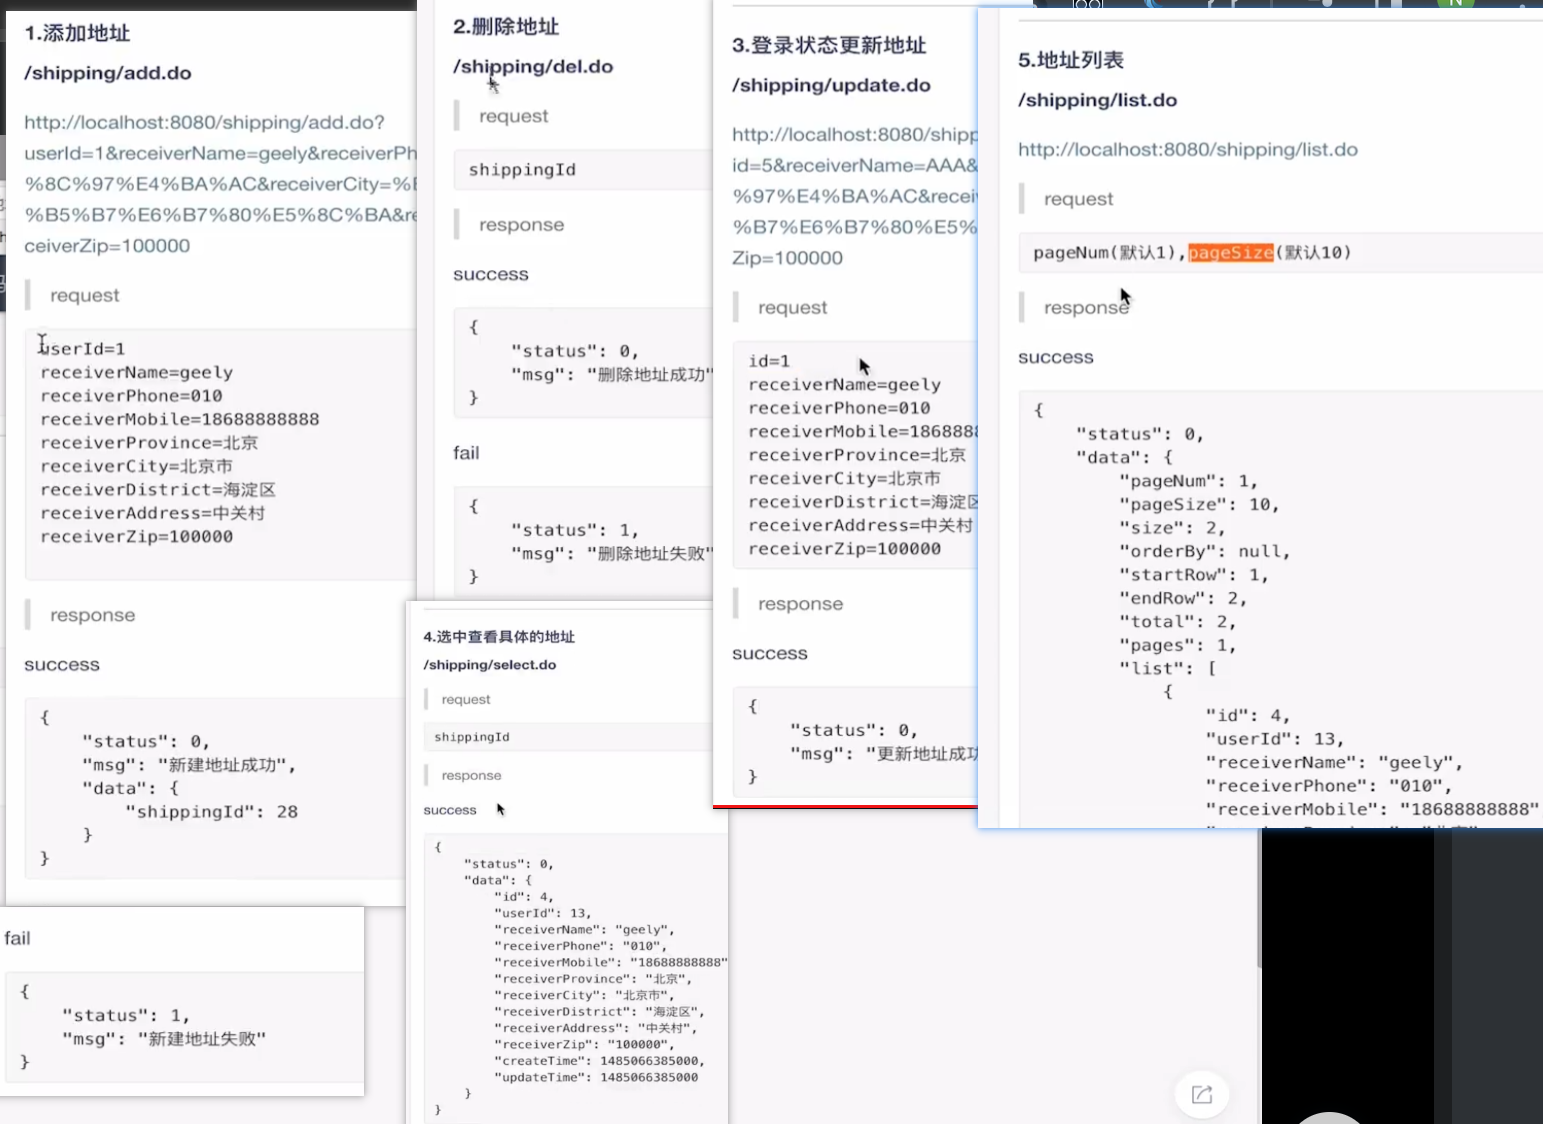 1.添加地址
/shipping/add.do
http://localhost:8080/shipping/add.do?
userId=1&receiverName=geely&receiverPh
%8C%97%E4%BA%AC&receiverCity=%E
%B5%B7%E6%B7%80%E5%8C%BA&re
ceiverZip=100000
request
userId=1
receiverName=geely
receiverPhone=010
receiverMobile=18688888888
receiverProvince=北京
receiverCity=北京市
receiverDistrict=海淀区
receiverAddress=中关村
receiverZip=100000
response
success
{
"status": 0,
"msg": "新建地址成功",
"data": {
"shippingId": 28
}
}
fail
{
"status": 1,
"msg": "新建地址失败"
}
2.删除地址
/shipping/del.do
request
shippingId
response
success
{
"status": 0,
"msg": "删除地址成功"
}
fail
{
"status": 1,
"msg": "删除地址失败"
}
3.登录状态更新地址
/shipping/update.do
http://localhost:8080/shipp
id=5&receiverName=AAA&
%97%E4%BA%AC&recei
%B7%E6%B7%80%E5%
Zip=100000
request
id=1
receiverName=geely
receiverPhone=010
receiverMobile=1868888
receiverProvince=北京
receiverCity=北京市
receiverDistrict=海淀区
receiverAddress=中关村
receiverZip=100000
response
success
{
"status": 0,
"msg": "更新地址成功
}
4.选中查看具体的地址
/shipping/select.do
request
shippingId
response
success
{
"status": 0,
"data": {
"id": 4,
"userId": 13,
"receiverName": "geely",
"receiverPhone": "010",
"receiverMobile": "18688888888"
"receiverProvince": "北京",
"receiverCity": "北京市",
"receiverDistrict": "海淀区",
"receiverAddress": "中关村",
"receiverZip": "100000",
"createTime": 1485066385000,
"updateTime": 1485066385000
}
}
5.地址列表
/shipping/list.do
http://localhost:8080/shipping/list.do
request
pageNum(默认1),pageSize(默认10)
response
success
{
"status": 0,
"data": {
"pageNum": 1,
"pageSize": 10,
"size": 2,
"orderBy": null,
"startRow": 1,
"endRow": 2,
"total": 2,
"pages": 1,
"list": [
{
"id": 4,
"userId": 13,
"receiverName": "geely",
"receiverPhone": "010",
"receiverMobile": "18688888888"